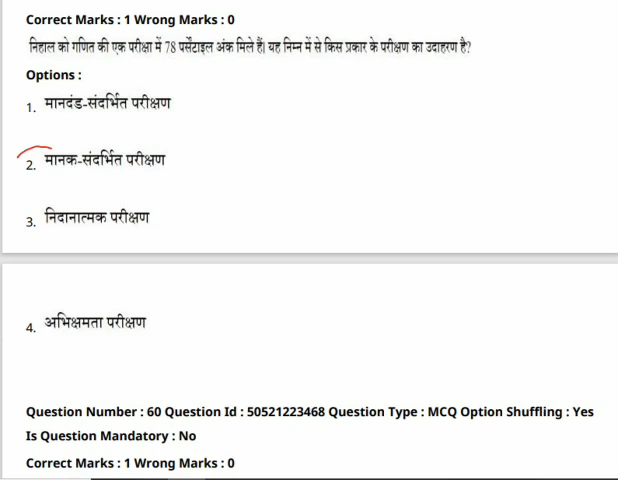 Correct Marks : 1 Wrong Marks : 0
निहाल को गणित की एक परीक्षा में 78 पर्सेंटाइल अंक मिले हैं। यह निम्न में से किस प्रकार के परीक्षण का उदाहरण है?
Options :
1. मानदंड-संदर्भित परीक्षण
2. मानक-संदर्भित परीक्षण
3. निदानात्मक परीक्षण
4. अभिक्षमता परीक्षण
Question Number : 60 Question Id : 50521223468 Question Type : MCQ Option Shuffling : Yes
Is Question Mandatory : No
Correct Marks : 1 Wrong Marks : 0